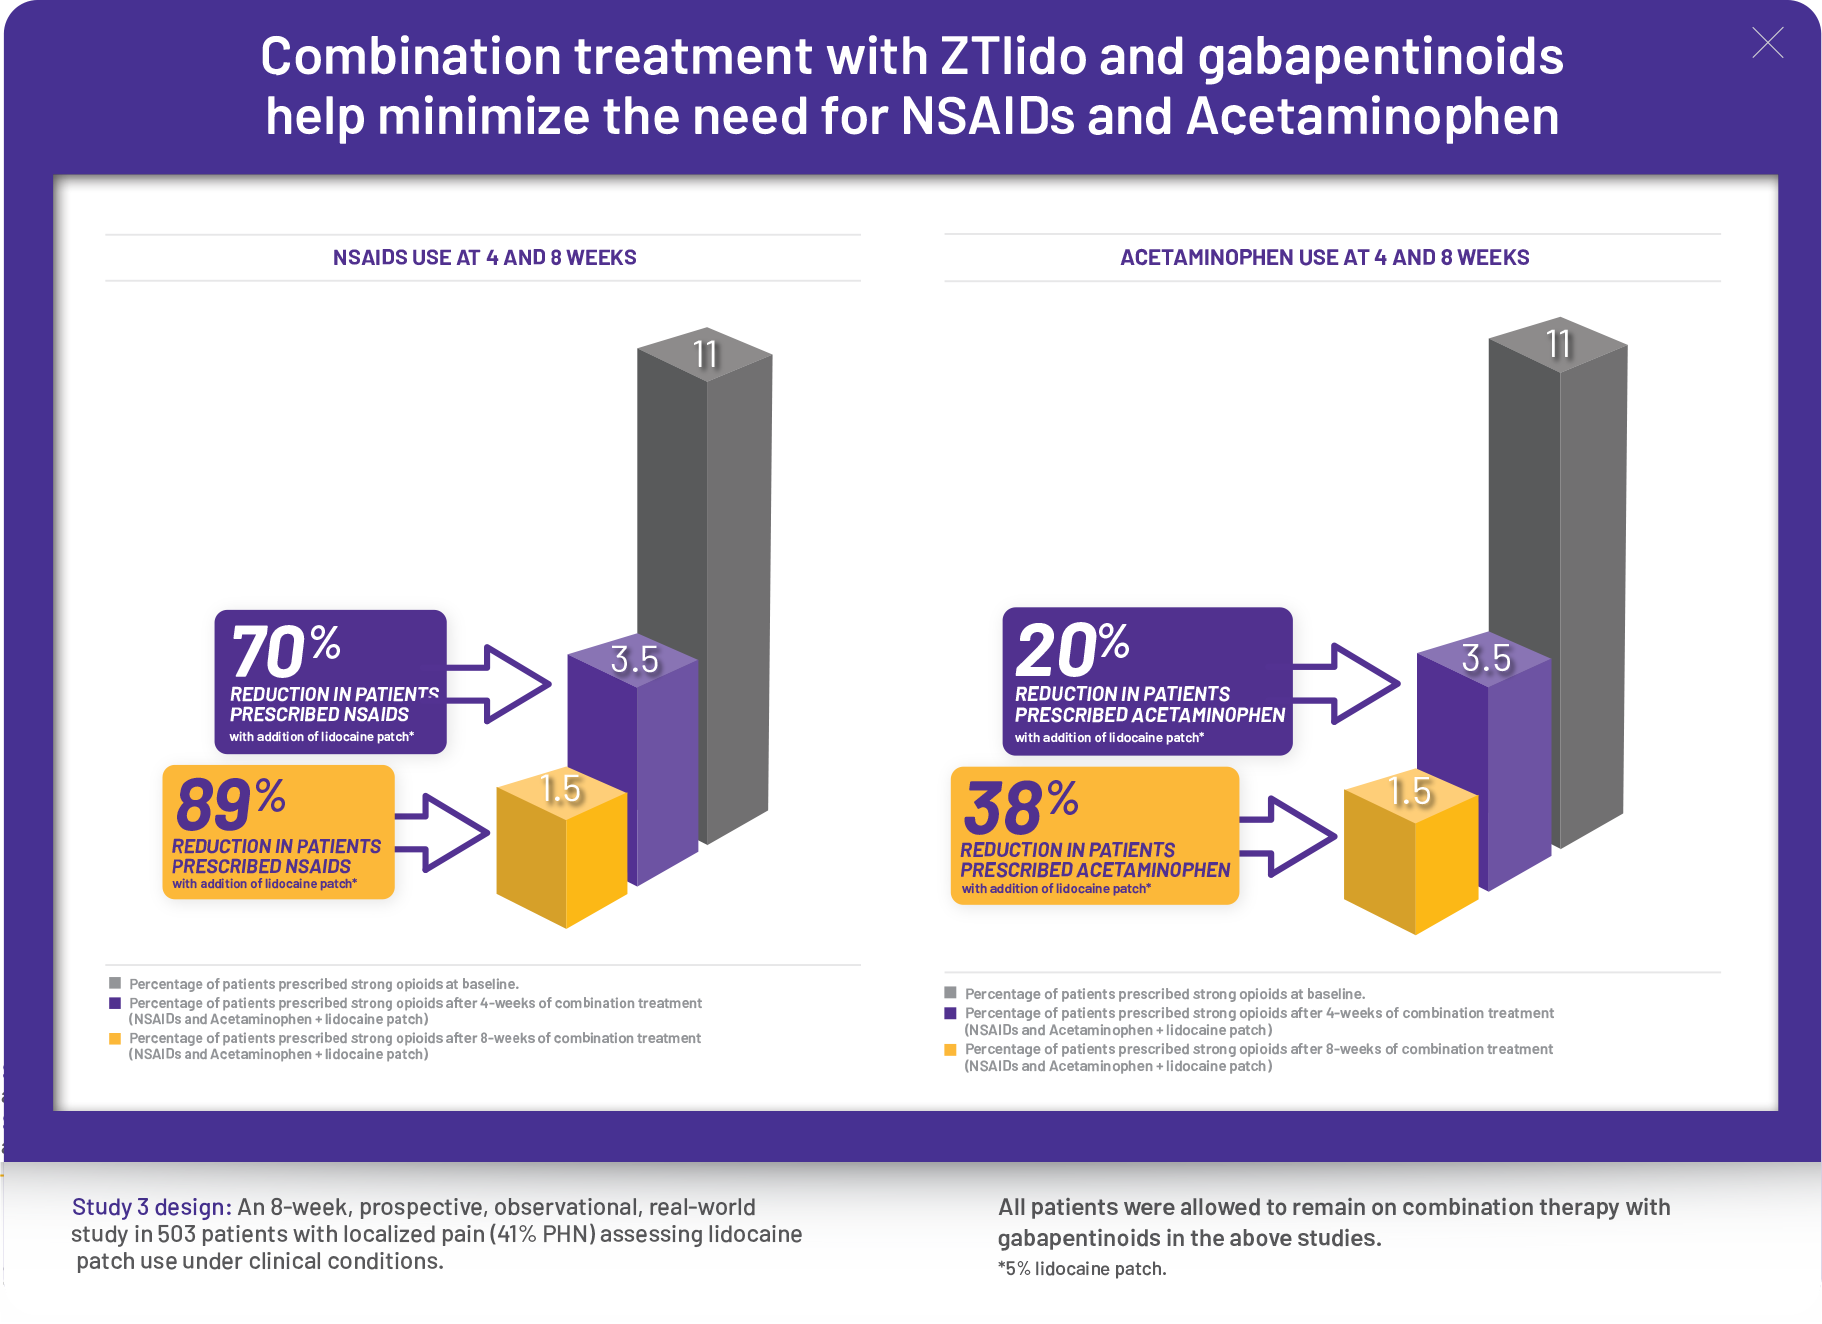 Combination treatment with ZTlido and gabapentinoids
help minimize the need for NSAIDs and Acetaminophen
NSAIDS USE AT 4 AND 8 WEEKS
11
3.5
1.5
70%
REDUCTION IN PATIENTS
PRESCRIBED NSAIDS
with addition of lidocaine patch*
89%
REDUCTION IN PATIENTS
PRESCRIBED NSAIDS
with addition of lidocaine patch*
Percentage of patients prescribed strong opioids at baseline.
Percentage of patients prescribed strong opioids after 4-weeks of combination treatment
(NSAIDs and Acetaminophen + lidocaine patch)
Percentage of patients prescribed strong opioids after 8-weeks of combination treatment
(NSAIDs and Acetaminophen + lidocaine patch)
ACETAMINOPHEN USE AT 4 AND 8 WEEKS
11
3.5
1.5
20%
REDUCTION IN PATIENTS
PRESCRIBED ACETAMINOPHEN
with addition of lidocaine patch*
38%
REDUCTION IN PATIENTS
PRESCRIBED ACETAMINOPHEN
with addition of lidocaine patch*
Percentage of patients prescribed strong opioids at baseline.
Percentage of patients prescribed strong opioids after 4-weeks of combination treatment
(NSAIDs and Acetaminophen + lidocaine patch)
Percentage of patients prescribed strong opioids after 8-weeks of combination treatment
(NSAIDs and Acetaminophen + lidocaine patch)
Study 3 design: An 8-week, prospective, observational, real-world
study in 503 patients with localized pain (41% PHN) assessing lidocaine
patch use under clinical conditions.
All patients were allowed to remain on combination therapy with
gabapentinoids in the above studies.
*5% lidocaine patch.